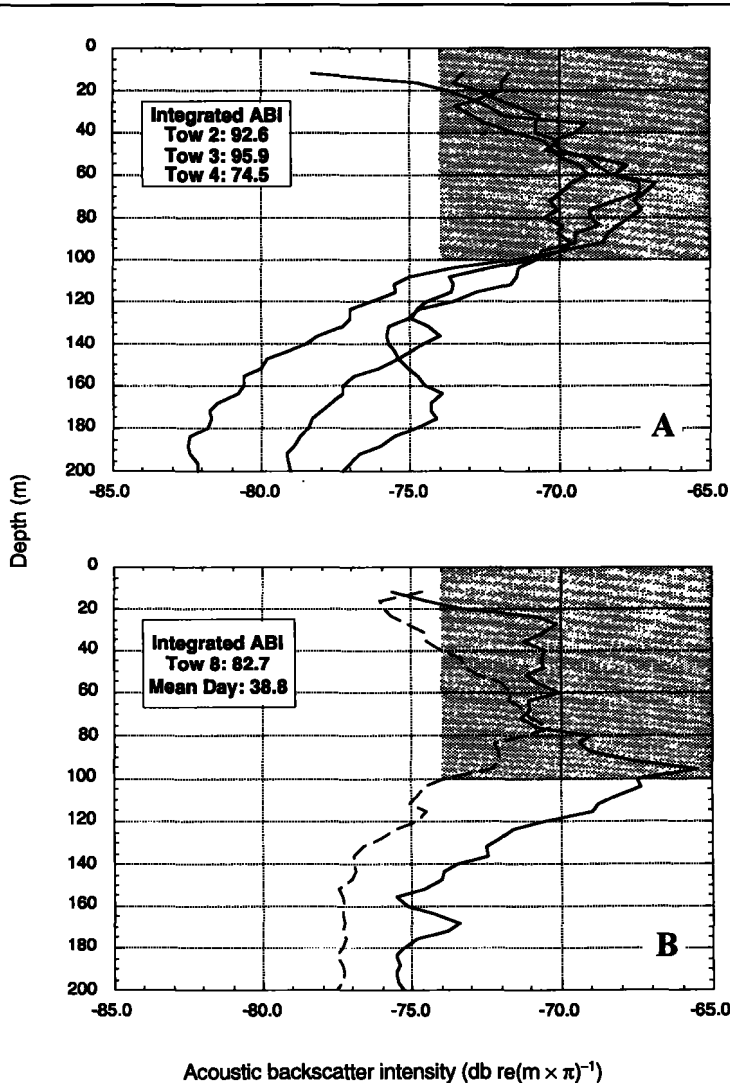 0
20
40
60
80
100
120
140
160
180
200
Integrated ABI
Tow 2: 92.6
Tow 3: 95.9
Tow 4: 74.5
A
-85.0 -80.0 -75.0 -70.0 -65.0
Depth (m)
0
20
40
60
80
100
120
140
160
180
200
Integrated ABI
Tow 8: 82.7
Mean Day: 38.8
B
-85.0 -80.0 -75.0 -70.0 -65.0
Acoustic backscatter intensity (db re(m × π)⁻¹)